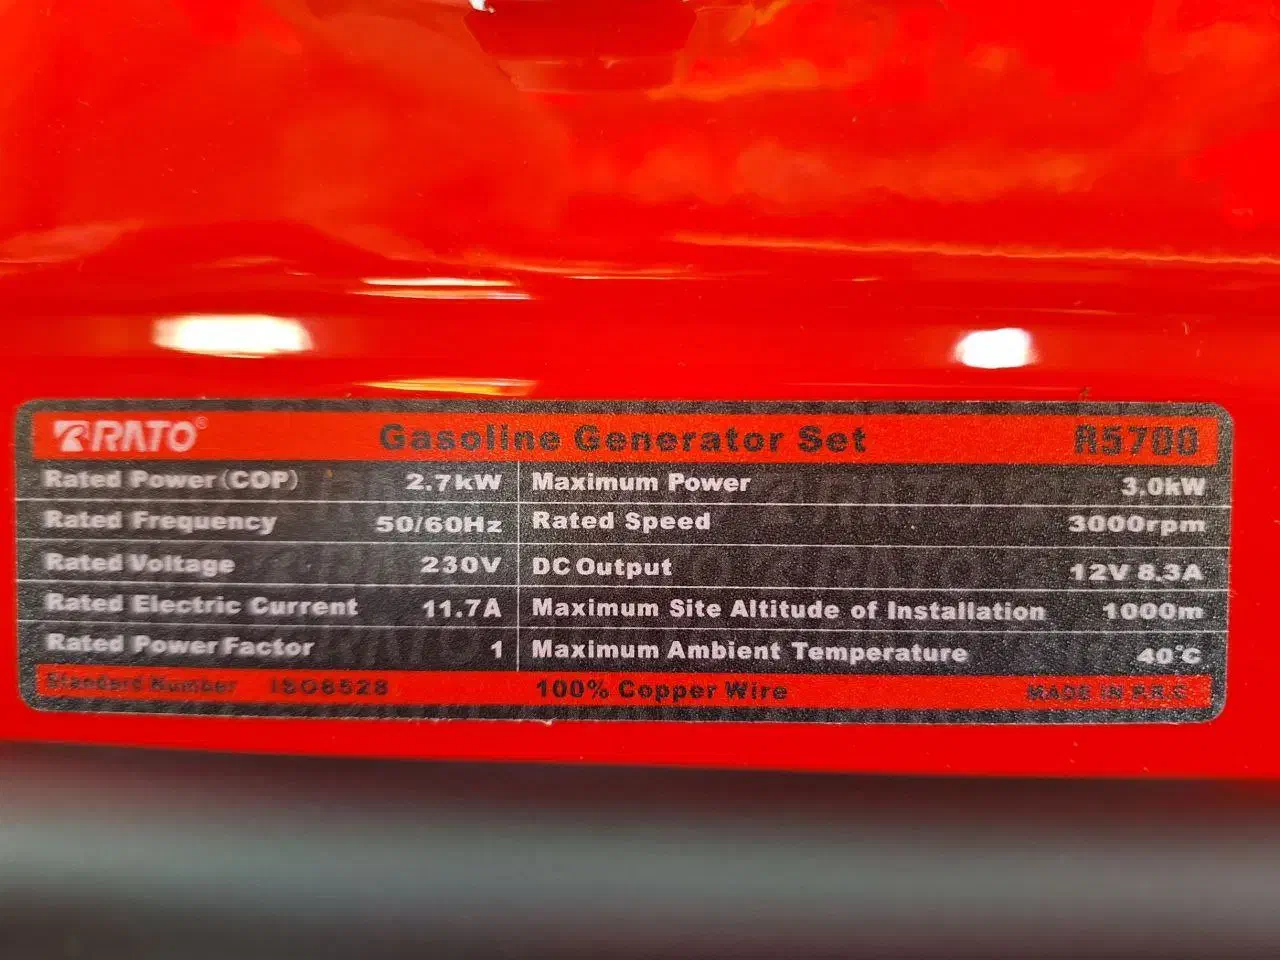 RATO® Gasoline Generator Set R5700
Rated Power(COP) 2.7kW Maximum Power 3.0kW
Rated Frequency 50/60Hz Rated Speed 3000rpm
Rated Voltage 230V DC Output 12V 8.3A
Rated Electric Current 11.7A Maximum Site Altitude of Installation 1000m
Rated Power Factor 1 Maximum Ambient Temperature 40°C
Standard Number ISO8528 100% Copper Wire MADE IN P.R.C